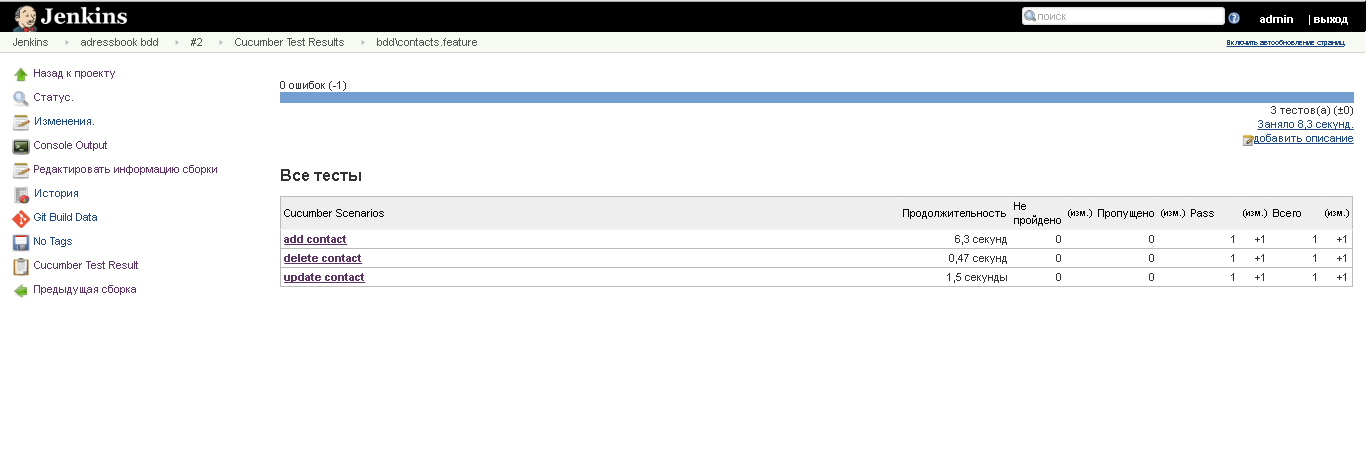 Jenkins
поиск
admin | выход
Jenkins adressbook bdd #2 Cucumber Test Results bdd\contacts.feature
Включить автообновление страниц
Назад к проекту
Статус.
Изменения.
Console Output
Редактировать информацию сборки
История
Git Build Data
No Tags
Cucumber Test Result
Предыдущая сборка
0 ошибок (-1)
3 тестов(а) (±0)
Заняло 8,3 секунд.
добавить описание
Все тесты
Cucumber Scenarios Продолжительность Не пройдено (изм.) Пропущено (изм.) Pass (изм.) Всего (изм.)
add contact 6,3 секунд 0 0 1 +1 1 +1
delete contact 0,47 секунд 0 0 1 +1 1 +1
update contact 1,5 секунды 0 0 1 +1 1 +1